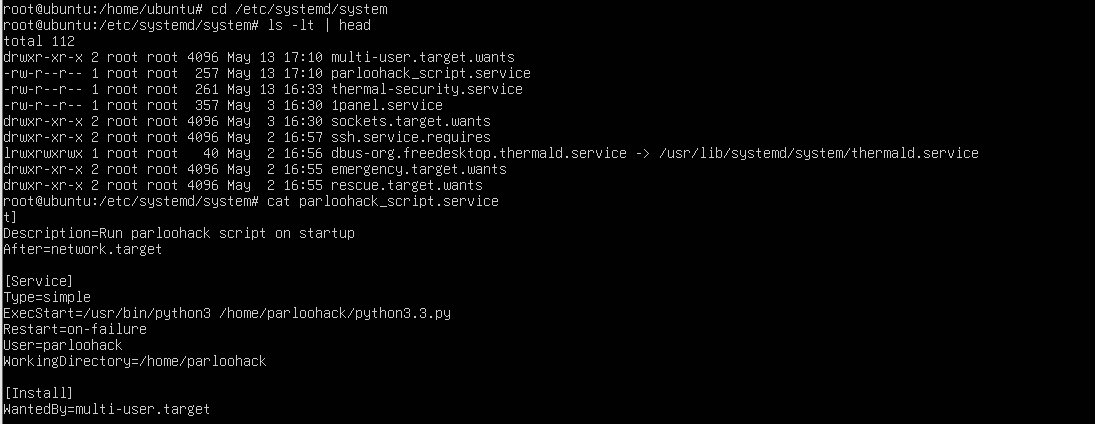 root@ubuntu:/home/ubuntu# cd /etc/systemd/system
root@ubuntu:/etc/systemd/system# ls -lt | head
total 112
drwxr-xr-x 2 root root 4096 May 13 17:10 multi-user.target.wants
-rw-r--r-- 1 root root  257 May 13 17:10 parloohack_script.service
-rw-r--r-- 1 root root  261 May 13 16:33 thermal-security.service
-rw-r--r-- 1 root root  357 May  3 16:30 1panel.service
drwxr-xr-x 2 root root 4096 May  3 16:30 sockets.target.wants
drwxr-xr-x 2 root root 4096 May  2 16:57 ssh.service.requires
lrwxrwxrwx 1 root root   40 May  2 16:56 dbus-org.freedesktop.thermald.service -> /usr/lib/systemd/system/thermald.service
drwxr-xr-x 2 root root 4096 May  2 16:55 emergency.target.wants
drwxr-xr-x 2 root root 4096 May  2 16:55 rescue.target.wants
root@ubuntu:/etc/systemd/system# cat parloohack_script.service
t]
Description=Run parloohack script on startup
After=network.target

[Service]
Type=simple
ExecStart=/usr/bin/python3 /home/parloohack/python3.3.py
Restart=on-failure
User=parloohack
WorkingDirectory=/home/parloohack

[Install]
WantedBy=multi-user.target